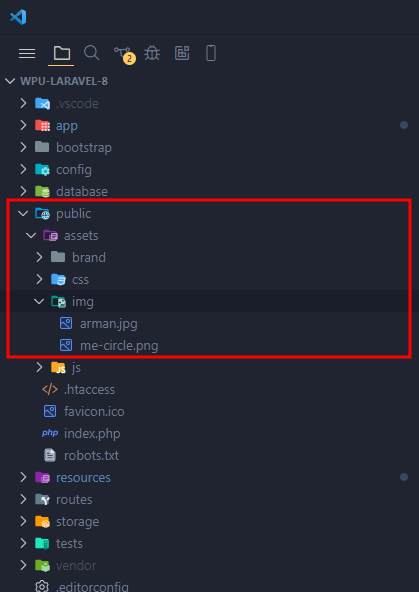 2
WPU-LARAVEL-8
.vscode
app
bootstrap
config
database
public
assets
brand
css
img
arman.jpg
me-circle.png
JS js
</> .htaccess
favicon.ico
php index.php
robots.txt
resources
routes
storage
tests
vendor
.editorconfig